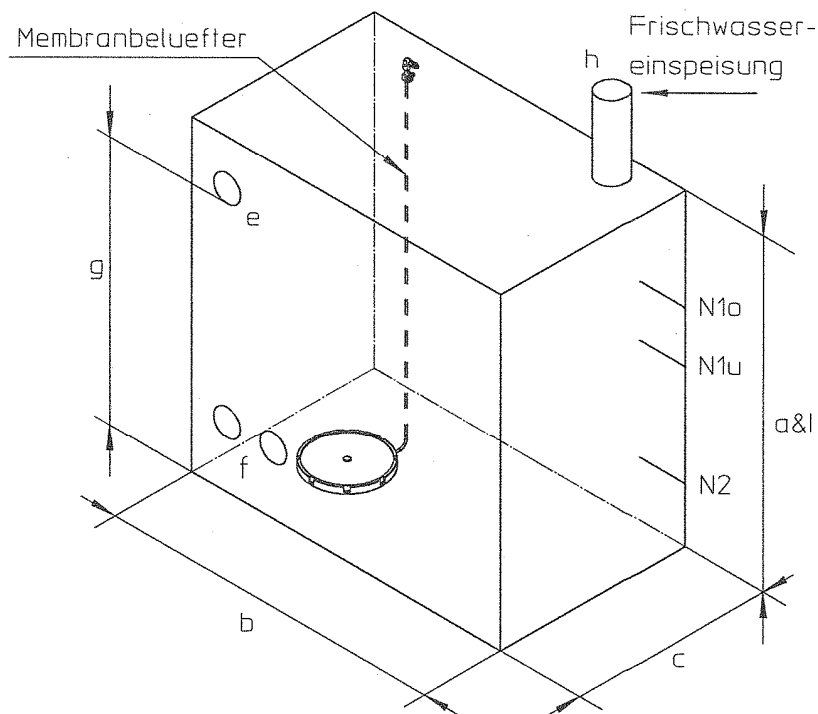 Membranbeluefter
Frischwasser-
einspeisung
h
e
g
N1o
N1u
a&l
N2
f
b
c